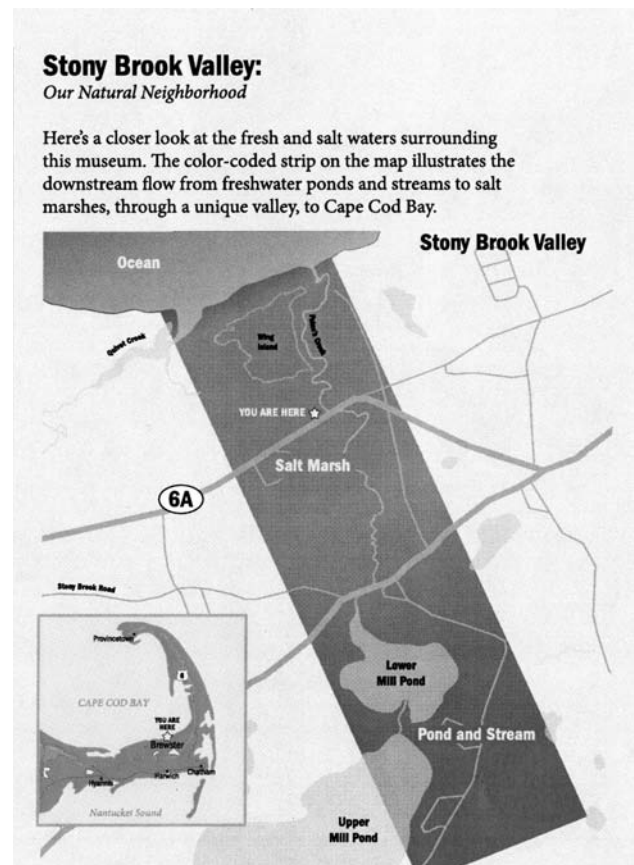 Stony Brook Valley:
Our Natural Neighborhood
Here's a closer look at the fresh and salt waters surrounding
this museum. The color-coded strip on the map illustrates the
downstream flow from freshwater ponds and streams to salt
marshes, through a unique valley, to Cape Cod Bay.
Stony Brook Valley
Ocean
Quivet Creek
Wing
Island
Paine's Creek
YOU ARE HERE
Salt Marsh
6A
Stony Brook Road
Provincetown
6
CAPE COD BAY
YOU ARE
HERE
Brewster
Hyannis
Harwich
Chatham
Nantucket Sound
Lower
Mill Pond
Pond and Stream
Upper
Mill Pond